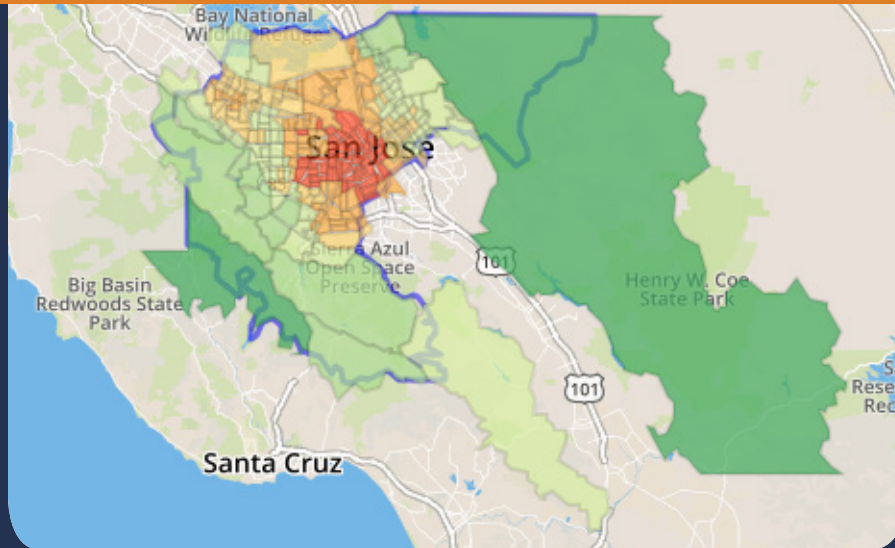 Bay National
Wildlife Refuge
San Jose
Sierra Azul
Open Space
Preserve
101
Big Basin
Redwoods State
Park
Henry W. Coe
State Park
101
S
Rese
Rec
Santa Cruz